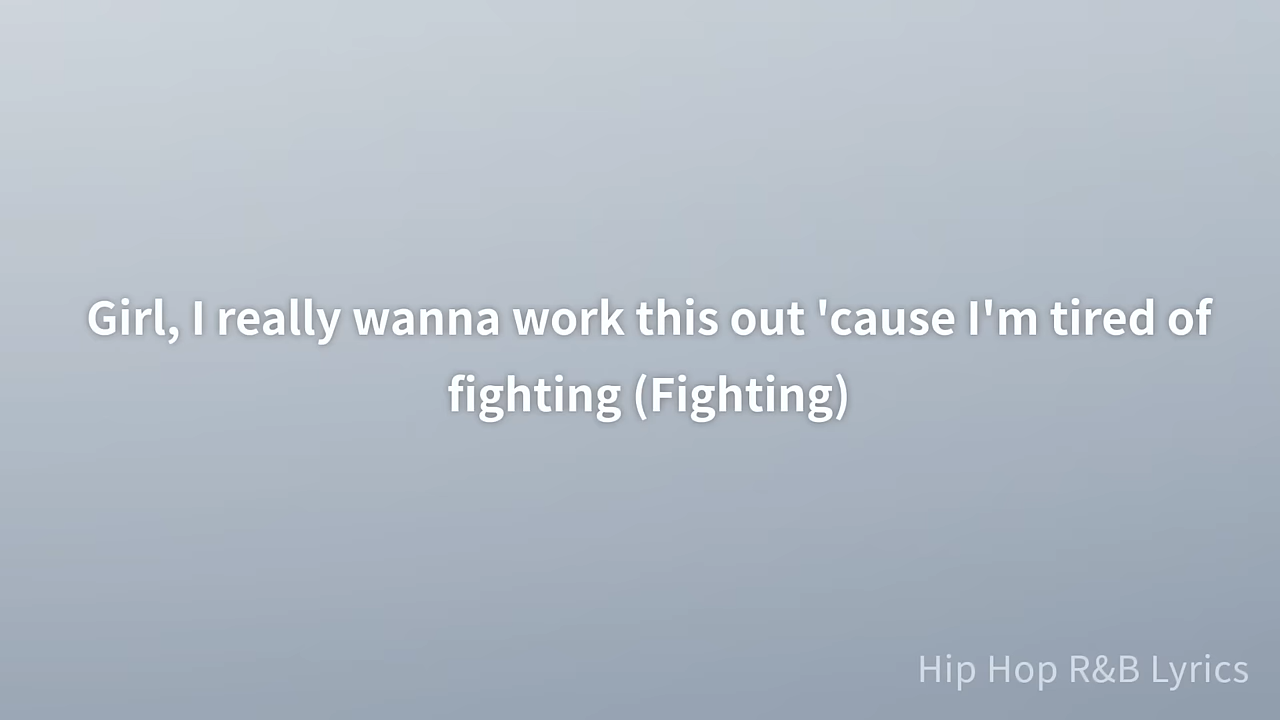 Girl, I really wanna work this out 'cause I'm tired of
fighting (Fighting)
Hip Hop R&B Lyrics